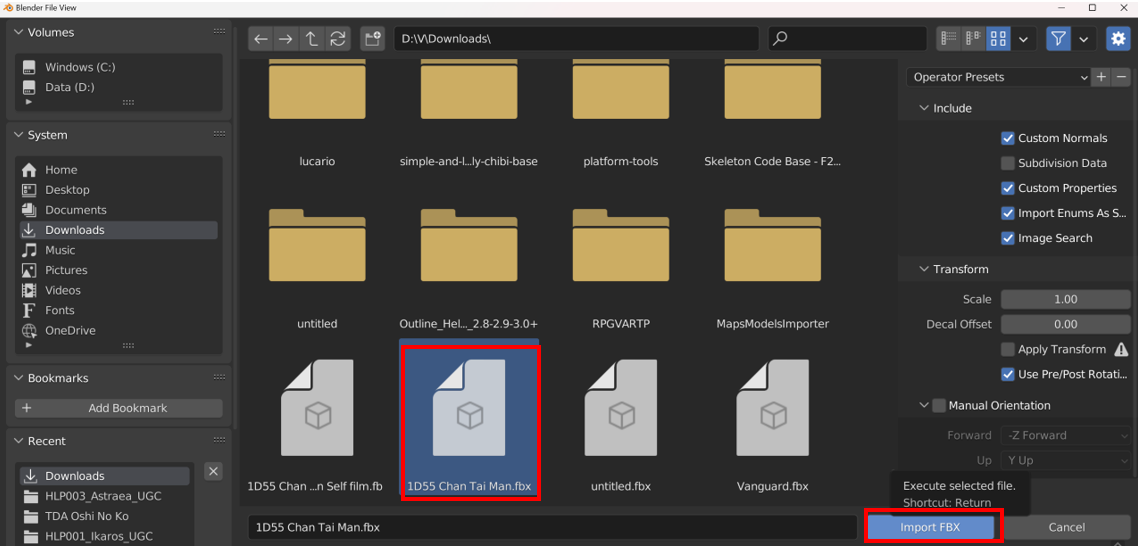 Blender File View
Volumes
Windows (C:)
Data (D:)
System
Home
Desktop
Documents
Downloads
Music
Pictures
Videos
Fonts
OneDrive
Bookmarks
Add Bookmark
Recent
Downloads
HLP003_Astraea_UGC
TDA Oshi No Ko
HLP001_Ikaros_UGC
D:\V\Downloads\
lucario
simple-and-l...ly-chibi-base
platform-tools
Skeleton Code Base - F2...
untitled
Outline_Hel..._2.8-2.9-3.0+
RPGVARTP
MapsModelsImporter
1D55 Chan ...n Self film.fb
1D55 Chan Tai Man.fbx
untitled.fbx
Vanguard.fbx
1D55 Chan Tai Man.fbx
Operator Presets
Include
Custom Normals
Subdivision Data
Custom Properties
Import Enums As S...
Image Search
Transform
Scale 1.00
Decal Offset 0.00
Apply Transform
Use Pre/Post Rotati...
Manual Orientation
Forward -Z Forward
Up Y Up
Execute selected file.
Shortcut: Return
Import FBX
Cancel